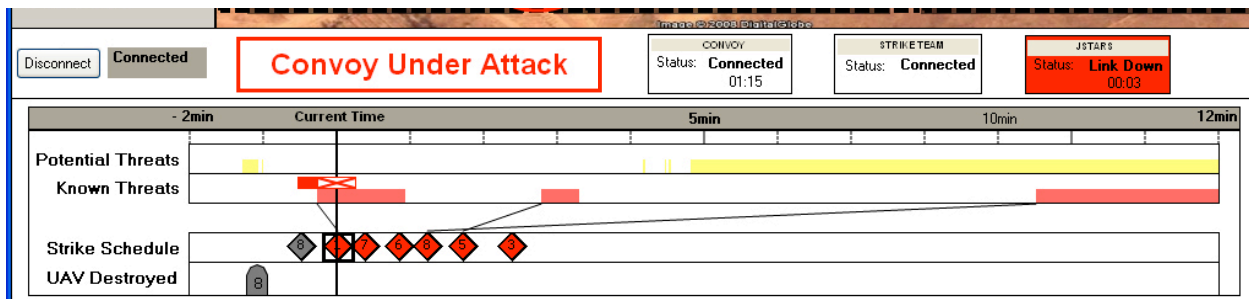 Image © 2008 DigitalGlobe
Disconnect
Connected
Convoy Under Attack
CONVOY
Status: Connected
01:15
STRIKE TEAM
Status: Connected
JSTARS
Status: Link Down
00:03
- 2min Current Time 5min 10min 12min
Potential Threats
Known Threats
Strike Schedule 8 1 7 6 8 5 3
UAV Destroyed 8